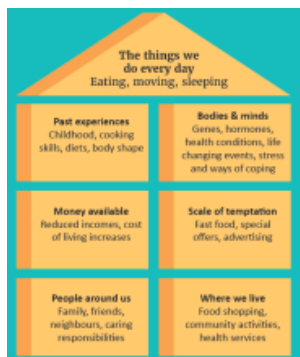 The things we
do every day
Eating, moving, sleeping
Past experiences
Childhood, cooking
skills, diets, body shape
Bodies & minds
Genes, hormones,
health conditions, life
changing events, stress
and ways of coping
Money available
Reduced incomes, cost
of living increases
Scale of temptation
Fast food, special
offers, advertising
People around us
Family, friends,
neighbours, caring
responsibilities
Where we live
Food shopping,
community activities,
health services